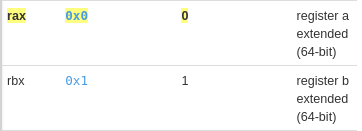 rax 0x0 0 register a
extended
(64-bit)
rbx 0x1 1 register b
extended
(64-bit)